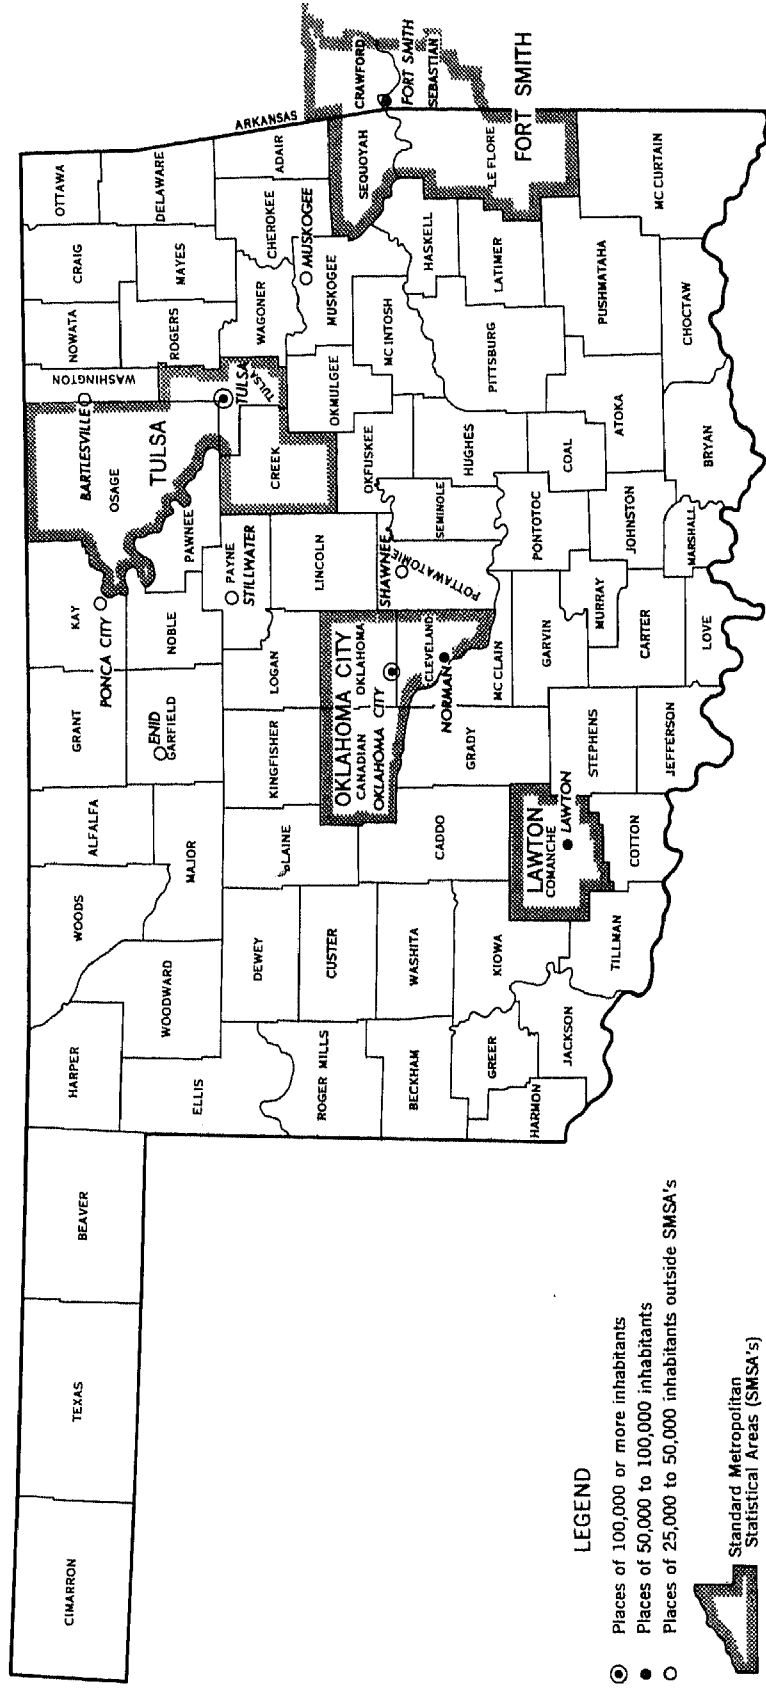 CIMARRON
TEXAS
BEAVER
HARPER
WOODS
ALFALFA
GRANT
KAY
PONCA CITY
BARTLESVILLE
OSAGE
TULSA
WASHINGTON
NOWATA
CRAIG
OTTAWA
ELLIS
WOODWARD
MAJOR
ENID
GARFIELD
NOBLE
PAWNEE
PAYNE
STILLWATER
ROGERS
MAYES
DELAWARE
TULSA
TULSA
ROGER MILLS
DEWEY
BLAINE
KINGFISHER
LOGAN
LINCOLN
CREEK
WAGONER
CHEROKEE
ADAIR
ARKANSAS
CUSTER
OKLAHOMA CITY
CANADIAN
OKLAHOMA
OKLAHOMA CITY
OKFUSKEE
OKMULGEE
MUSKOGEE
MUSKOGEE
SEQUOYAH
CRAWFORD
FORT SMITH
SEBASTIAN
BECKHAM
WASHITA
CADDO
CLEVELAND
NORMAN
SHAWNEE
POTTAWATOMIE
SEMINOLE
HUGHES
MC INTOSH
HASKELL
LE FLORE
FORT SMITH
GREER
KIOWA
GRADY
MC CLAIN
PONTOTOC
PITTSBURG
LATIMER
HARMON
JACKSON
LAWTON
COMANCHE
LAWTON
STEPHENS
GARVIN
MURRAY
COAL
ATOKA
PUSHMATAHA
MC CURTAIN
TILLMAN
COTTON
JEFFERSON
CARTER
JOHNSTON
LOVE
MARSHALL
BRYAN
CHOCTAW
LEGEND
Places of 100,000 or more inhabitants
Places of 50,000 to 100,000 inhabitants
Places of 25,000 to 50,000 inhabitants outside SMSA's
Standard Metropolitan
Statistical Areas (SMSA's)